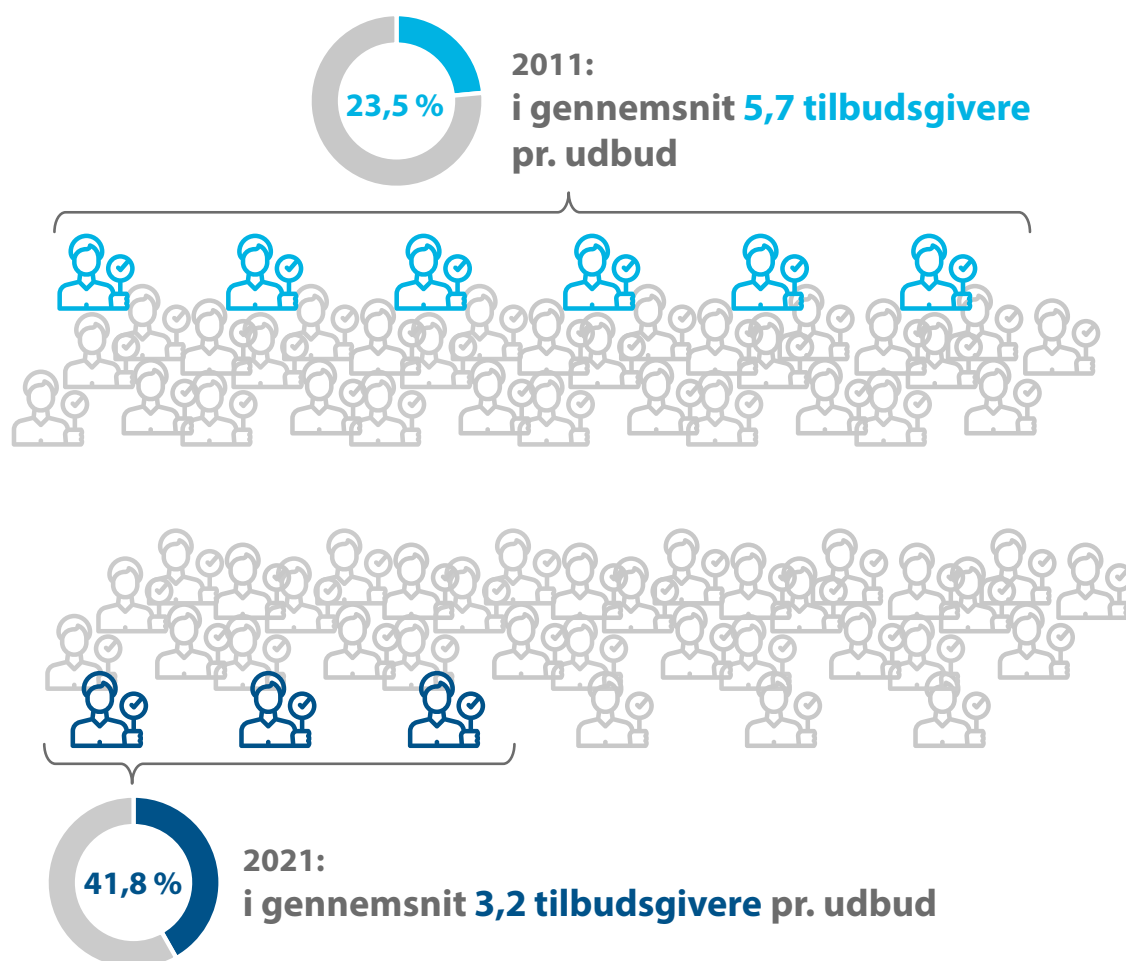 23,5 %
2011:
i gennemsnit 5,7 tilbudsgivere
pr. udbud
41,8 %
2021:
i gennemsnit 3,2 tilbudsgivere pr. udbud